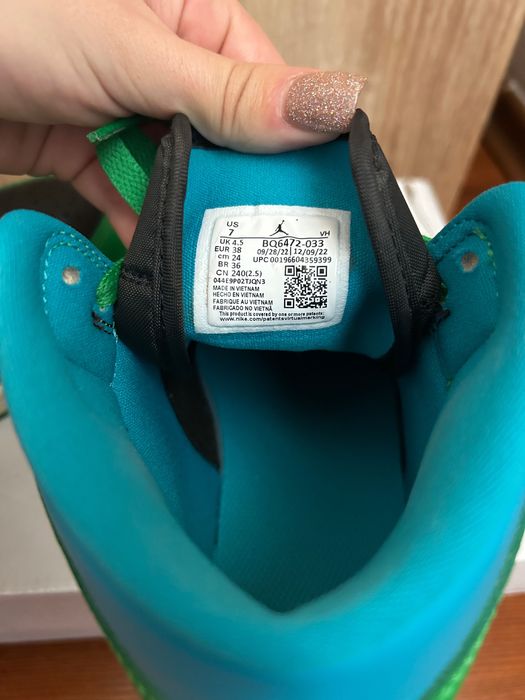 US
7
VH
UK 4.5
BQ6472-033
EUR 38
09/28/22 | 12/09/22
cm 24
UPC 00196604359399
BR 36
CN 240(2.5)
044E9P02TJQN3
MADE IN VIETNAM
HECHO EN VIETNAM
FABRIQUE AU VIETNAM
FABRICADO NO VIETNÃ
This product is covered by one or more patents:
www.nike.com/patentsvirtualmarking